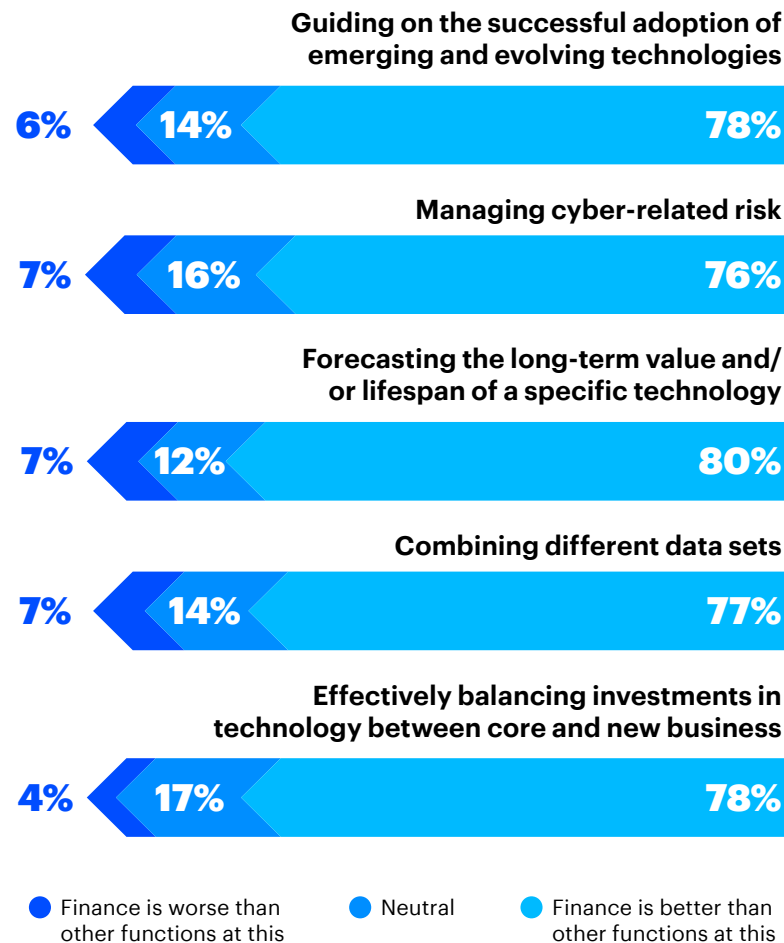 Guiding on the successful adoption of
emerging and evolving technologies
6% 14% 78%
Managing cyber-related risk
7% 16% 76%
Forecasting the long-term value and/
or lifespan of a specific technology
7% 12% 80%
Combining different data sets
7% 14% 77%
Effectively balancing investments in
technology between core and new business
4% 17% 78%
Finance is worse than
other functions at this
Neutral
Finance is better than
other functions at this